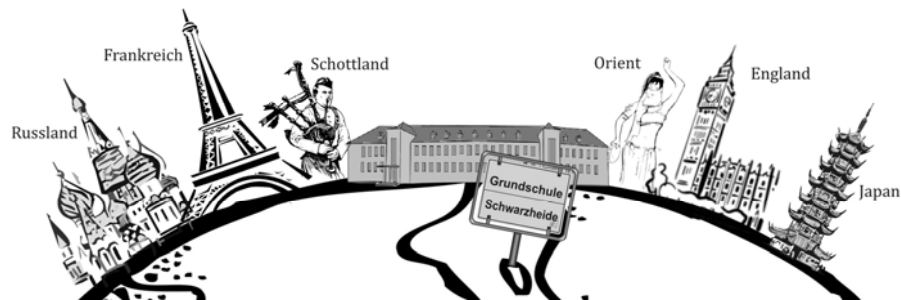 Russland
Frankreich
Schottland
Grundschule
Schwarzheide
Orient
England
Japan